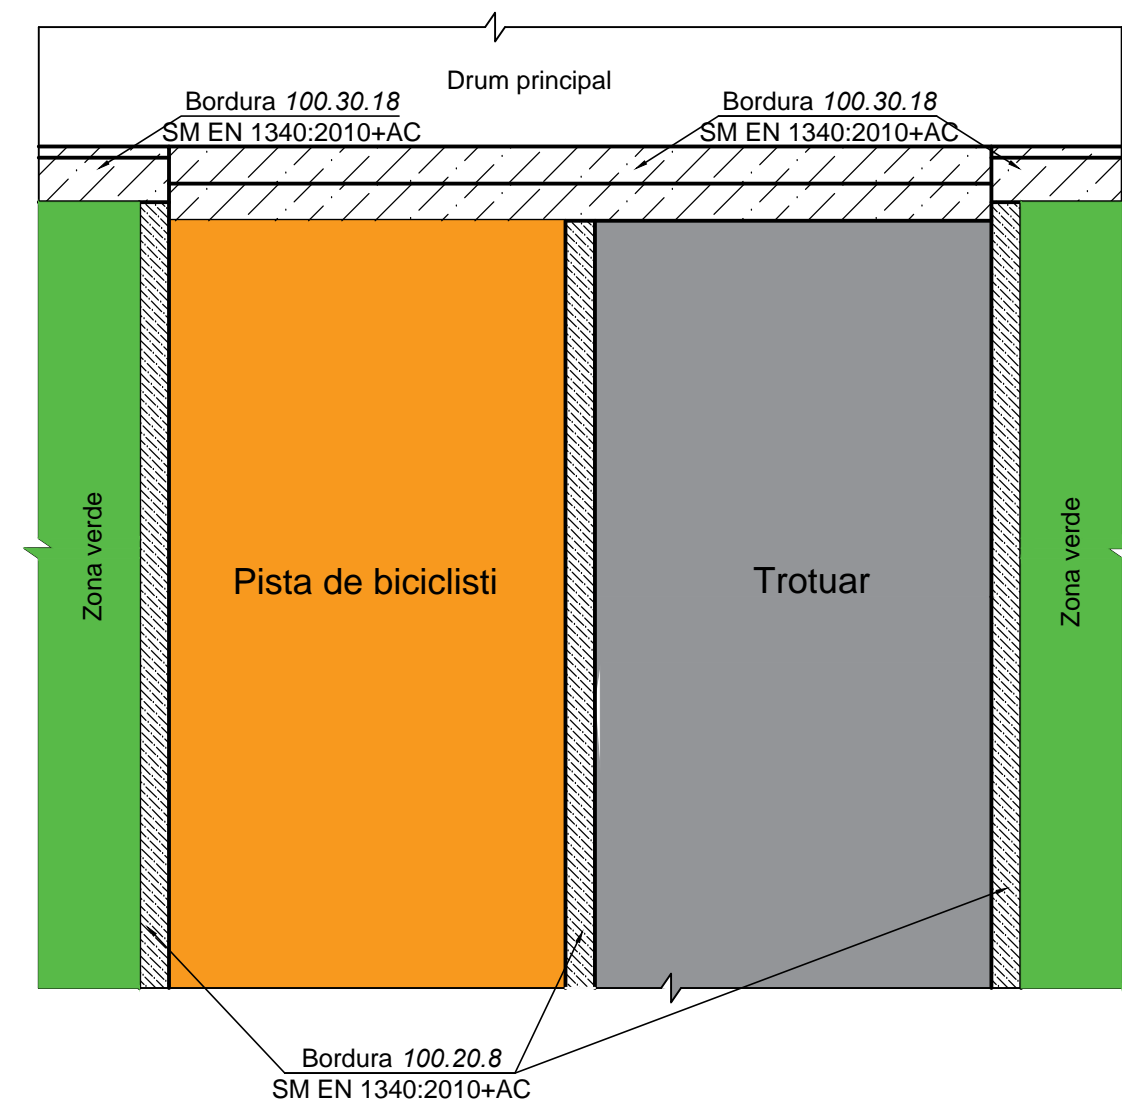 Drum principal
Bordura 100.30.18
SM EN 1340:2010+AC
Bordura 100.30.18
SM EN 1340:2010+AC
Zona verde
Pista de biciclisti
Trotuar
Zona verde
Bordura 100.20.8
SM EN 1340:2010+AC